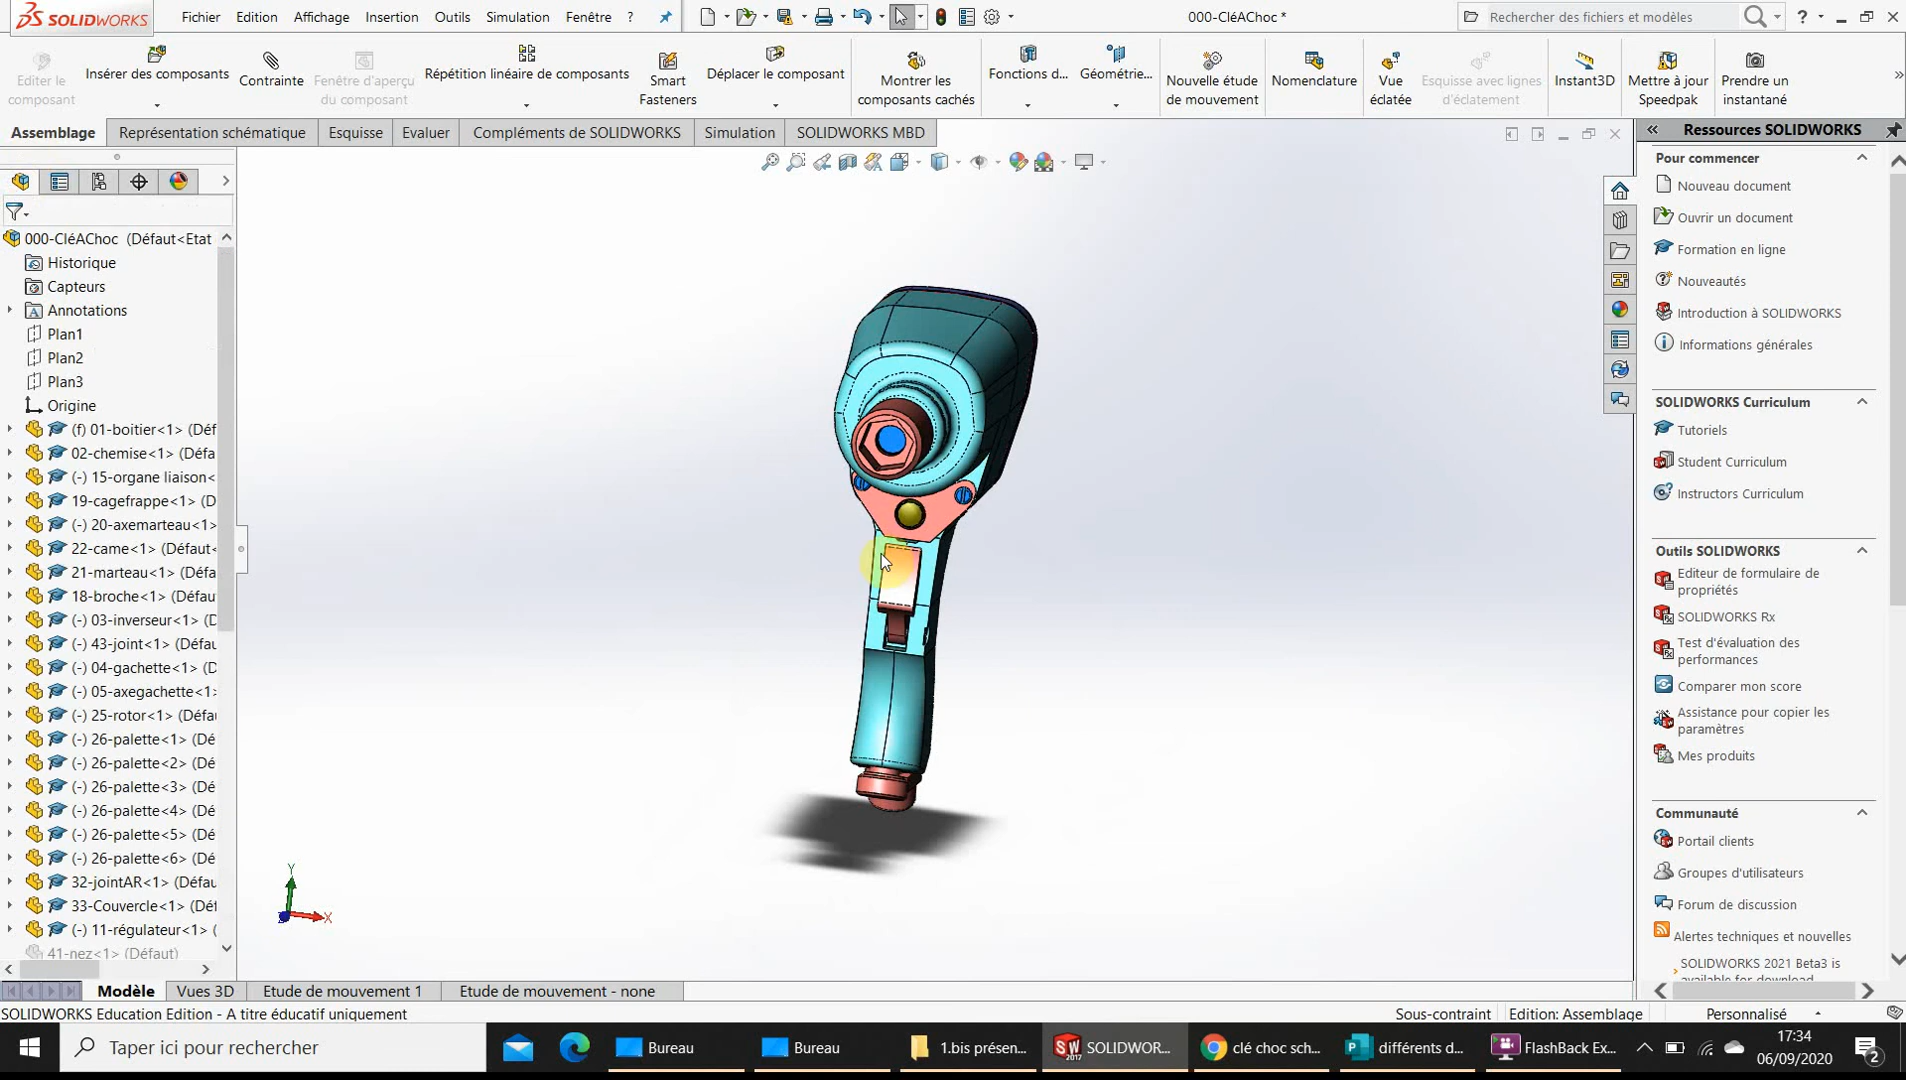 SOLIDWORKS
Fichier Edition Affichage Insertion Outils Simulation Fenêtre ?
000-CléAChoc *
Rechercher des fichiers et modèles
Editer le composant
Insérer des composants
Contrainte
Fenêtre d'aperçu du composant
Répétition linéaire de composants
Smart Fasteners
Déplacer le composant
Montrer les composants cachés
Fonctions d...
Géométrie...
Nouvelle étude de mouvement
Nomenclature
Vue éclatée
Esquisse avec lignes d'éclatement
Instant3D
Mettre à jour Speedpak
Prendre un instantané
Assemblage Représentation schématique Esquisse Evaluer Compléments de SOLIDWORKS Simulation SOLIDWORKS MBD
000-CléAChoc (Défaut<Etat
Historique
Capteurs
Annotations
Plan1
Plan2
Plan3
Origine
(f) 01-boitier<1> (Déf
02-chemise<1> (Défa
(-) 15-organe liaison<
19-cagefrappe<1> (D
(-) 20-axemarteau<1>
22-came<1> (Défaut<
21-marteau<1> (Défa
18-broche<1> (Défau
(-) 03-inverseur<1> (D
(-) 43-joint<1> (Défau
(-) 04-gachette<1> (D
(-) 05-axegachette<1>
(-) 25-rotor<1> (Défau
(-) 26-palette<1> (Dé
(-) 26-palette<2> (Dé
(-) 26-palette<3> (Dé
(-) 26-palette<4> (Dé
(-) 26-palette<5> (Dé
(-) 26-palette<6> (Dé
32-jointAR<1> (Défau
33-Couvercle<1> (Déf
(-) 11-régulateur<1> (
41-nez<1> (Défaut)
Y
X
Ressources SOLIDWORKS
Pour commencer
Nouveau document
Ouvrir un document
Formation en ligne
Nouveautés
Introduction à SOLIDWORKS
Informations générales
SOLIDWORKS Curriculum
Tutoriels
Student Curriculum
Instructors Curriculum
Outils SOLIDWORKS
Editeur de formulaire de
propriétés
SOLIDWORKS Rx
Test d'évaluation des
performances
Comparer mon score
Assistance pour copier les
paramètres
Mes produits
Communauté
Portail clients
Groupes d'utilisateurs
Forum de discussion
Alertes techniques et nouvelles
SOLIDWORKS 2021 Beta3 is
available for download
Modèle Vues 3D Etude de mouvement 1 Etude de mouvement - none
SOLIDWORKS Education Edition - A titre éducatif uniquement
Sous-contraint Edition: Assemblage Personnalisé
Taper ici pour rechercher
Bureau
Bureau
1.bis présen...
SW 2017 SOLIDWOR...
clé choc sch...
différents d...
FlashBack Ex...
17:34
06/09/2020
2